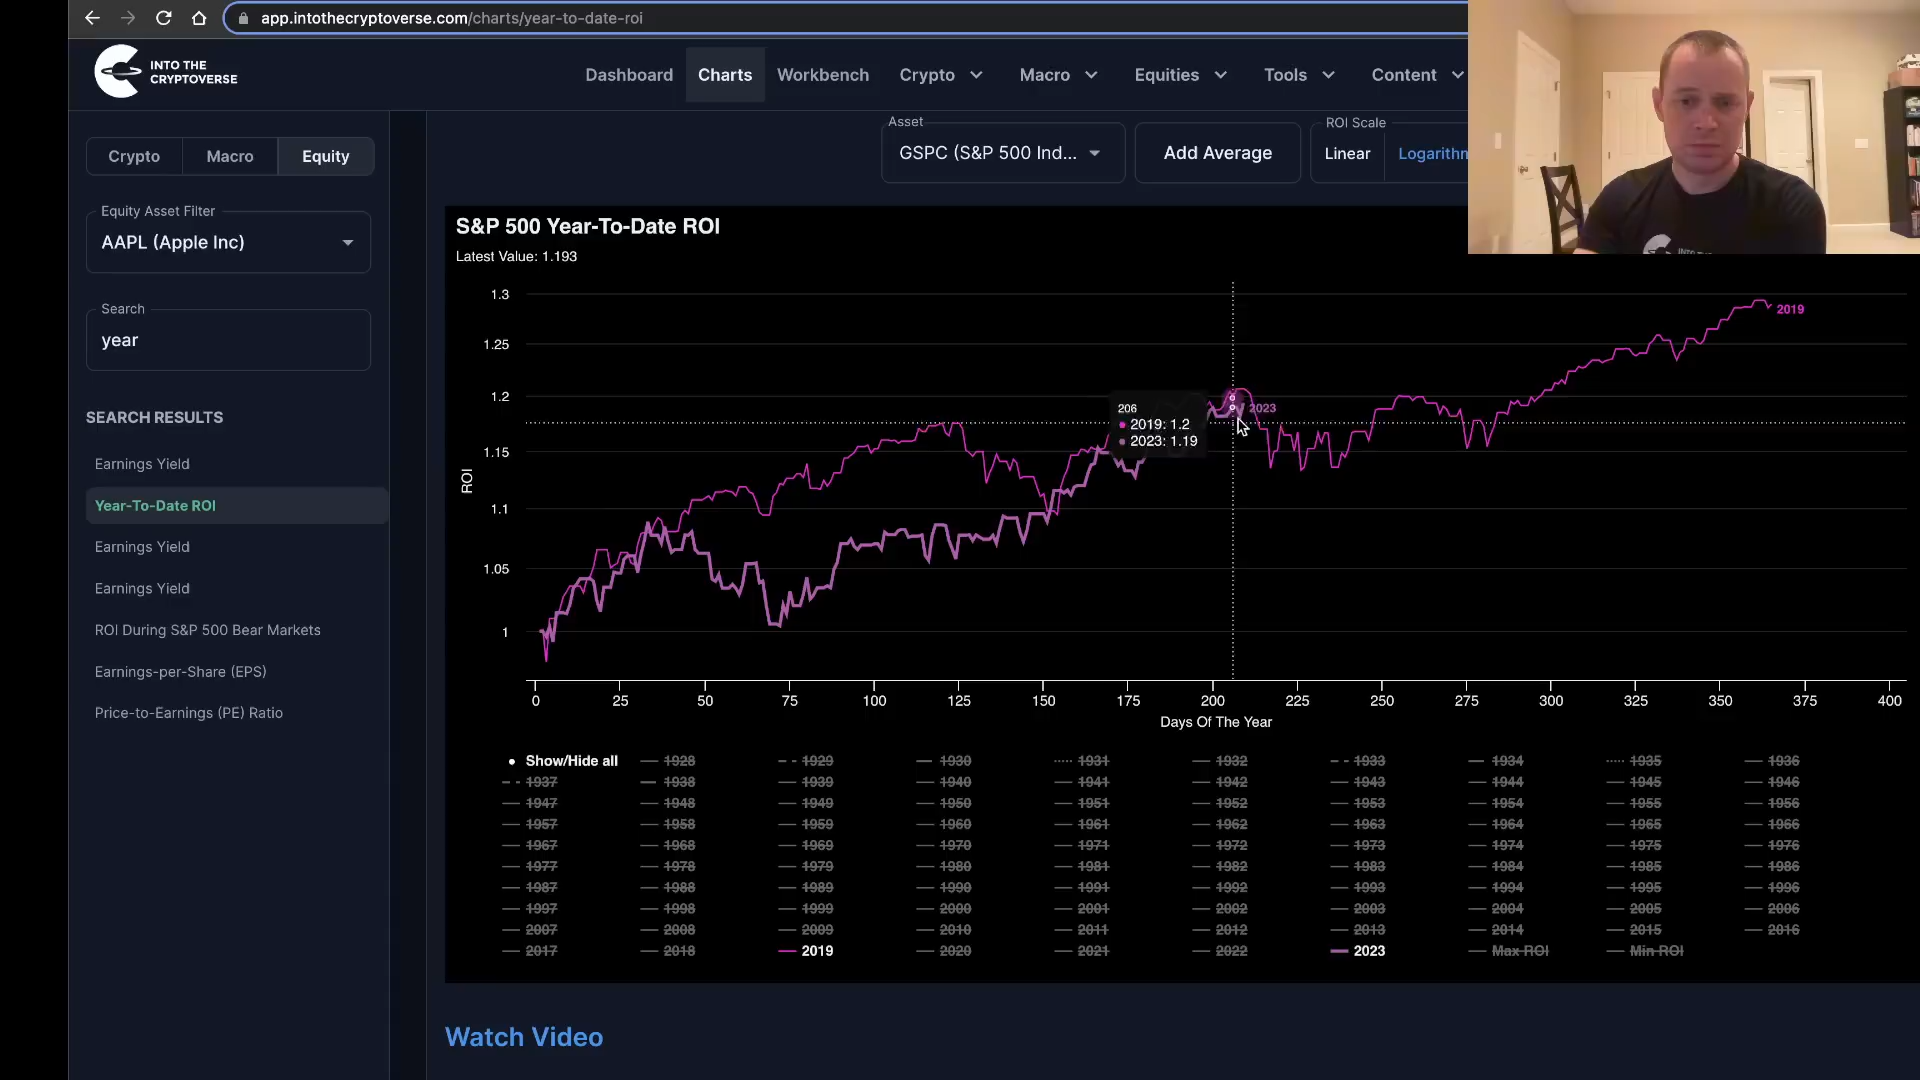 app.intothecryptoverse.com/charts/year-to-date-roi
INTO THE
CRYPTOVERSE
Dashboard
Charts
Workbench
Crypto
Macro
Equities
Tools
Content
Crypto
Macro
Equity
Equity Asset Filter
AAPL (Apple Inc)
Search
year
SEARCH RESULTS
Earnings Yield
Year-To-Date ROI
Earnings Yield
Earnings Yield
ROI During S&P 500 Bear Markets
Earnings-per-Share (EPS)
Price-to-Earnings (PE) Ratio
Asset
GSPC (S&P 500 Ind...
Add Average
ROI Scale
Linear
Logarithm
S&P 500 Year-To-Date ROI
Latest Value: 1.193
1.3
1.25
1.2
1.15
1.1
1.05
1
ROI
2019
2023
206
2019: 1.2
2023: 1.19
0 25 50 75 100 125 150 175 200 225 250 275 300 325 350 375 400
Days Of The Year
Show/Hide all 1928 1929 1930 1931 1932 1933 1934 1935 1936
1937 1938 1939 1940 1941 1942 1943 1944 1945 1946
1947 1948 1949 1950 1951 1952 1953 1954 1955 1956
1957 1958 1959 1960 1961 1962 1963 1964 1965 1966
1967 1968 1969 1970 1971 1972 1973 1974 1975 1976
1977 1978 1979 1980 1981 1982 1983 1984 1985 1986
1987 1988 1989 1990 1991 1992 1993 1994 1995 1996
1997 1998 1999 2000 2001 2002 2003 2004 2005 2006
2007 2008 2009 2010 2011 2012 2013 2014 2015 2016
2017 2018 2019 2020 2021 2022 2023 Max ROI Min ROI
Watch Video